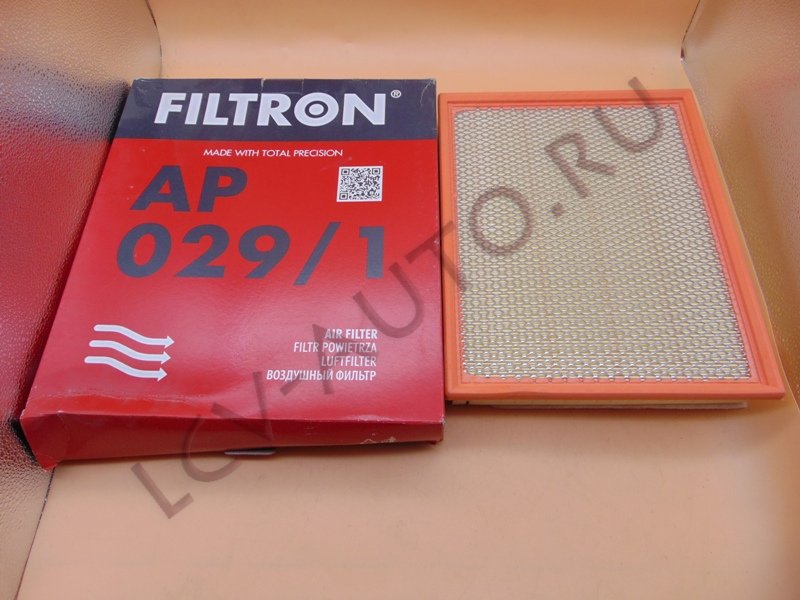 FILTRON®
MADE WITH TOTAL PRECISION
AP
029/1
AIR FILTER
FILTR POWIETRZA
LUFTFILTER
ВОЗДУШНЫЙ ФИЛЬТР
LCV-AUTO.RU